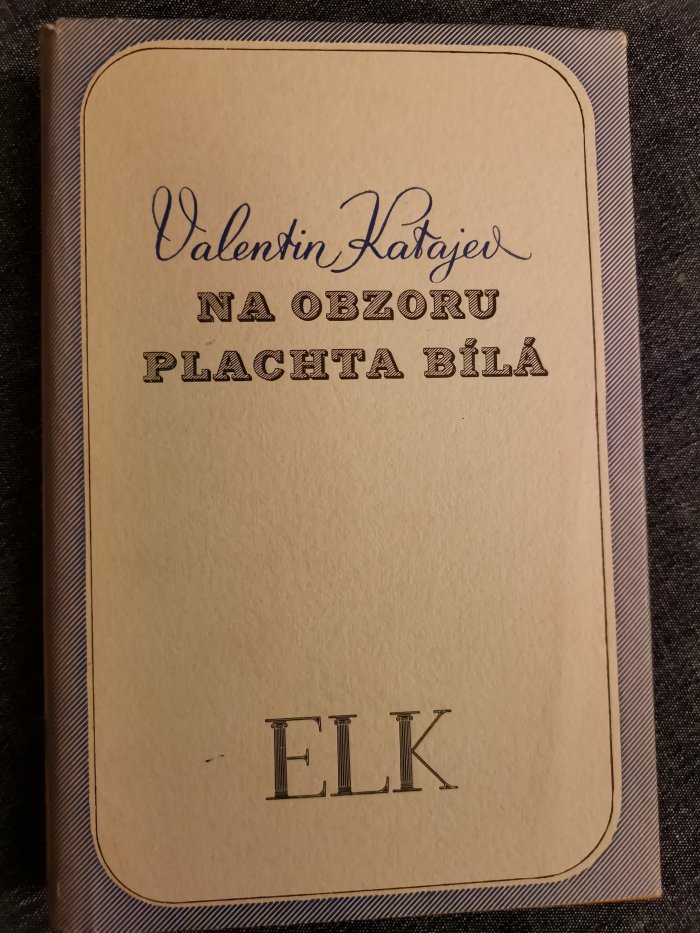 Valentin Katajev
NA OBZORU
PLACHTA BÍLÁ
ELK